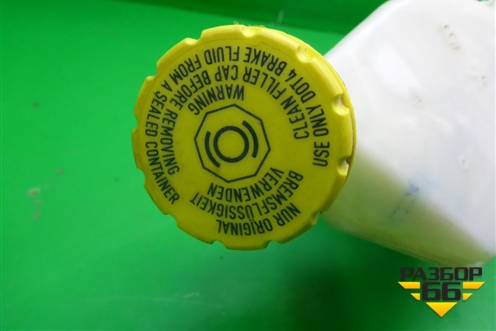 WARNING
CLEAN FILLER CAP BEFORE REMOVING
USE ONLY DOT4 BRAKE FLUID FROM A SEALED CONTAINER
NUR ORIGINAL
BREMSFLÜSSIGKEIT
VERWENDEN
РАЗБОР
66